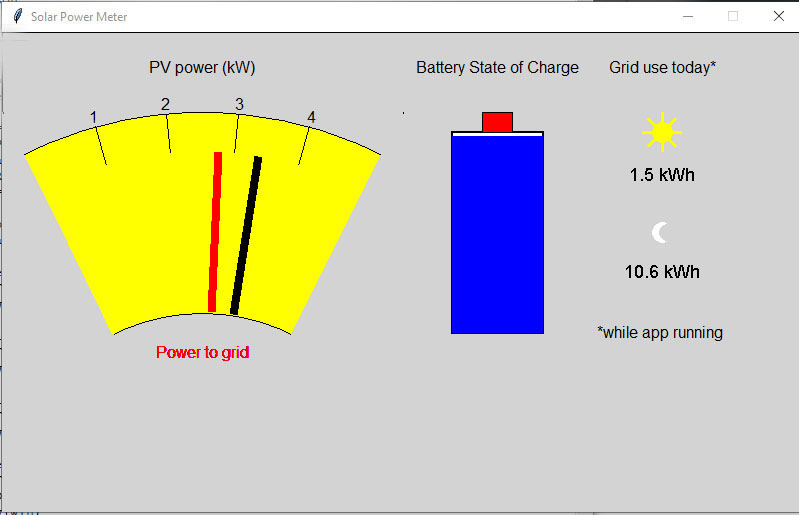 Solar Power Meter
PV power (kW)
Battery State of Charge
Grid use today*
1
2
3
4
1.5 kWh
10.6 kWh
*while app running
Power to grid